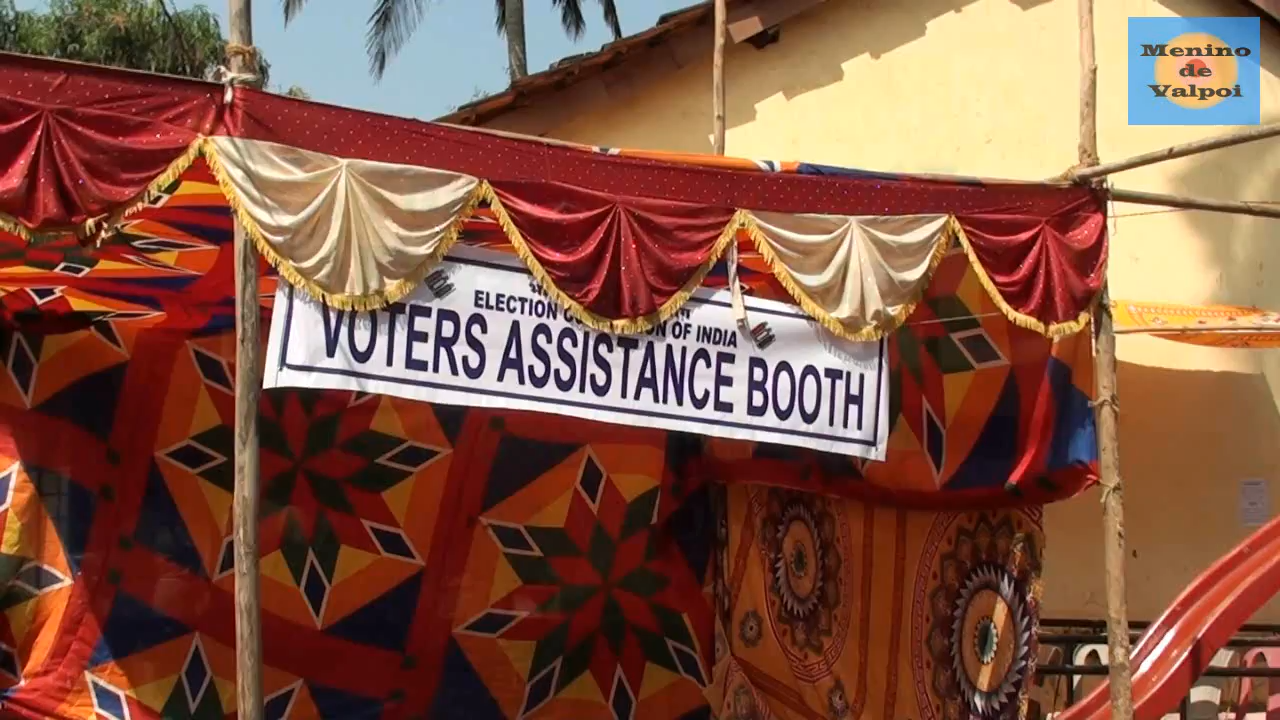 Menino
de
Valpoi
ELECTION OF INDIA
VOTERS ASSISTANCE BOOTH